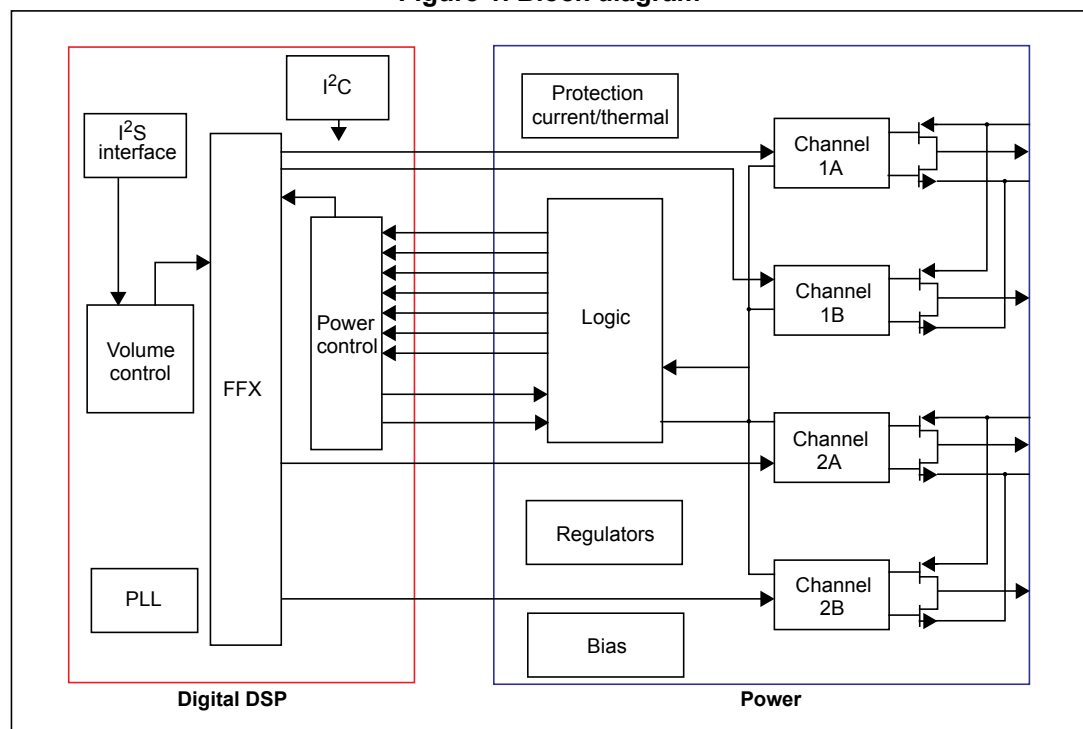 Figure 1. Block diagram
I²C
I²S
interface
Protection
current/thermal
Channel
1A
Channel
1B
Logic
Power
control
Volume
control
FFX
Channel
2A
Regulators
PLL
Channel
2B
Bias
Digital DSP
Power